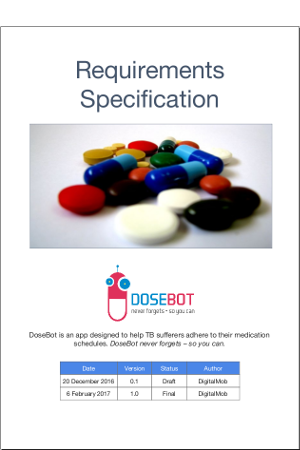 Requirements
Specification
DOSEBOT
never forgets – so you can
DoseBot is an app designed to help TB sufferers adhere to their medication
schedules. DoseBot never forgets – so you can.
Date Version Status Author
20 December 2016 0.1 Draft DigitalMob
6 February 2017 1.0 Final DigitalMob